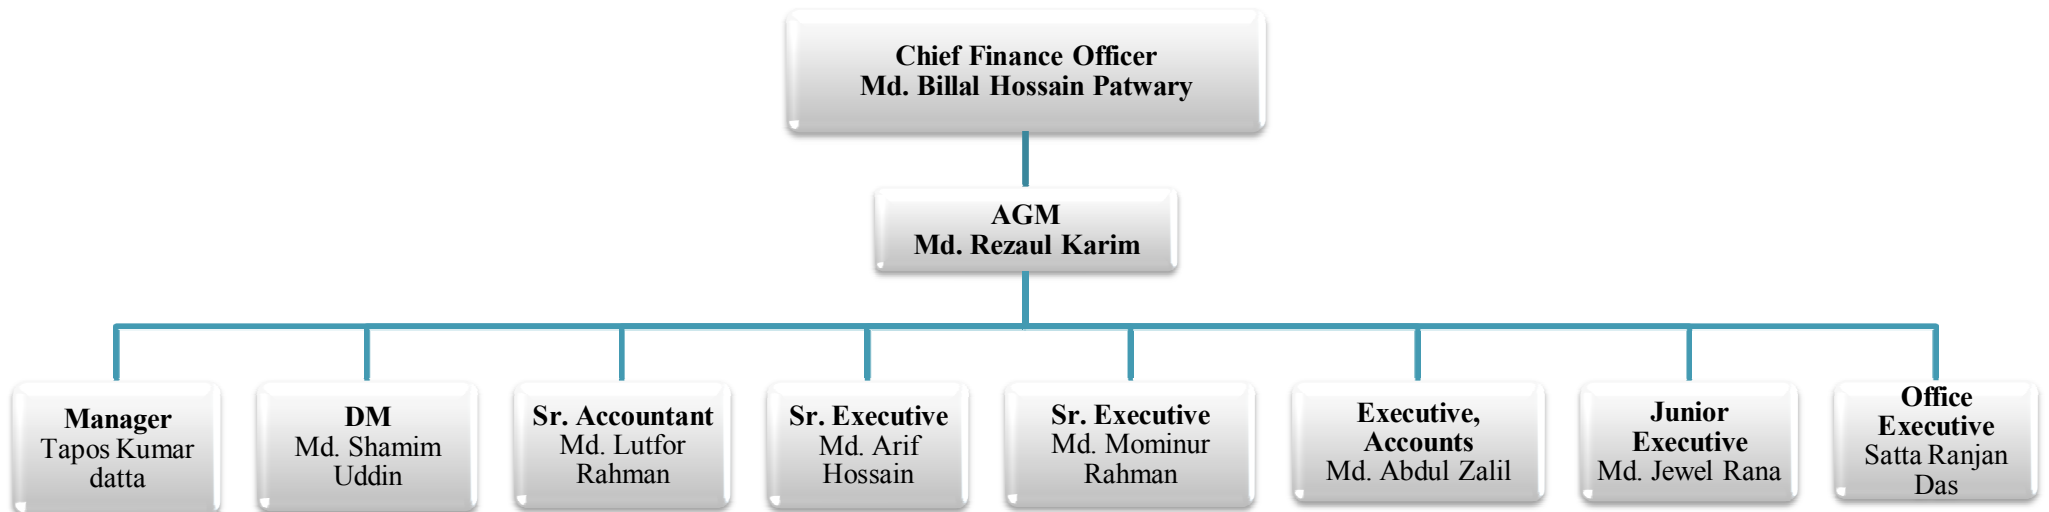 Chief Finance Officer
Md. Billal Hossain Patwary
AGM
Md. Rezaul Karim
Manager
Tapos Kumar
datta
DM
Md. Shamim
Uddin
Sr. Accountant
Md. Lutfor
Rahman
Sr. Executive
Md. Arif
Hossain
Sr. Executive
Md. Mominur
Rahman
Executive,
Accounts
Md. Abdul Zalil
Junior
Executive
Md. Jewel Rana
Office
Executive
Satta Ranjan
Das